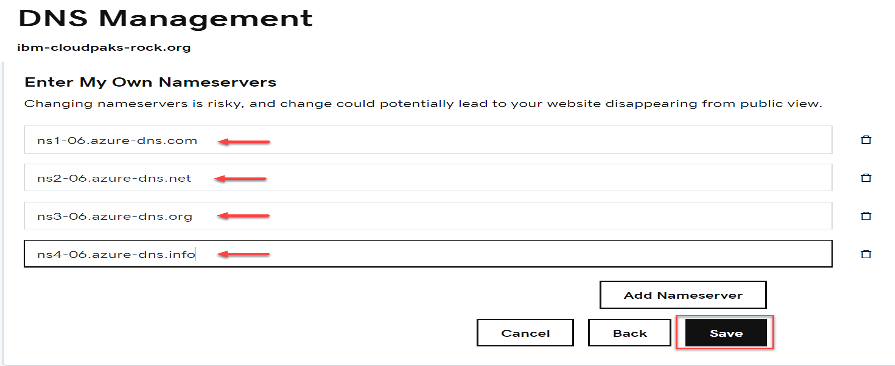 DNS Management
ibm-cloudpaks-rock.org
Enter My Own Nameservers
Changing nameservers is risky, and change could potentially lead to your website disappearing from public view.
ns1-06.azure-dns.com
ns2-06.azure-dns.net
ns3-06.azure-dns.org
ns4-06.azure-dns.info
Add Nameserver
Cancel Back Save